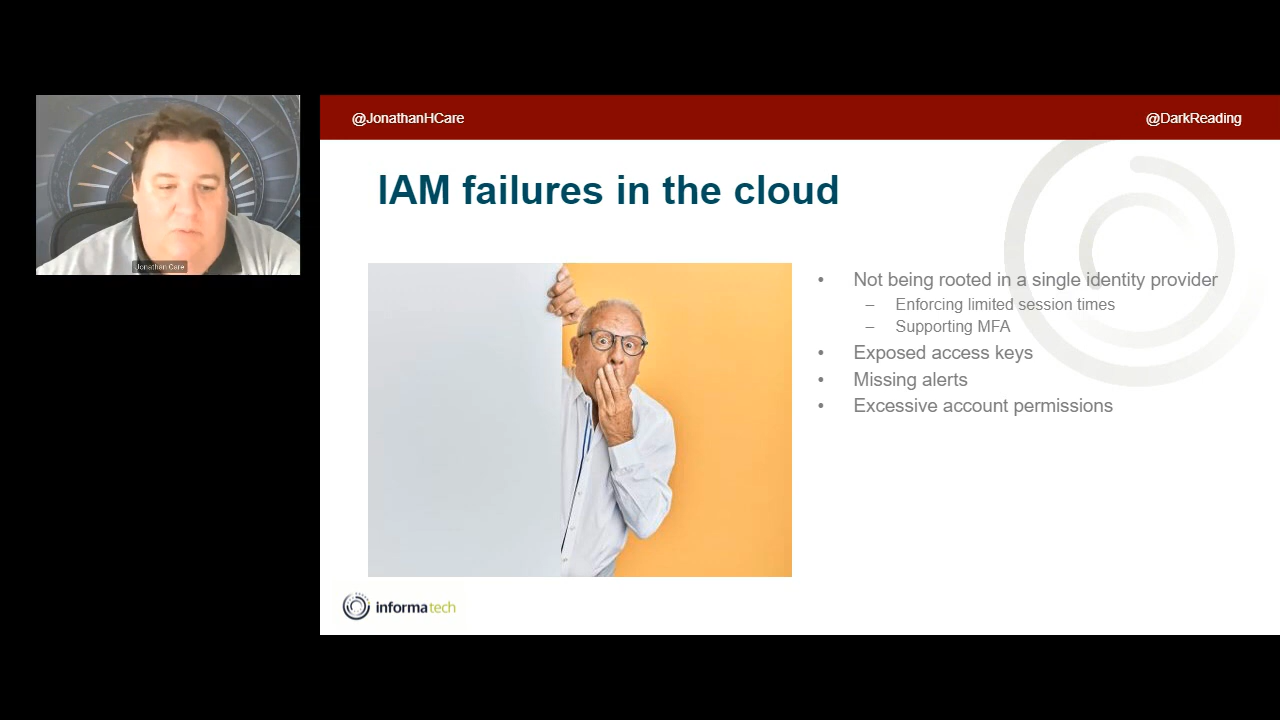 Jonathan Care
@JonathanHCare
@DarkReading
IAM failures in the cloud
• Not being rooted in a single identity provider
– Enforcing limited session times
– Supporting MFA
• Exposed access keys
• Missing alerts
• Excessive account permissions
informa tech